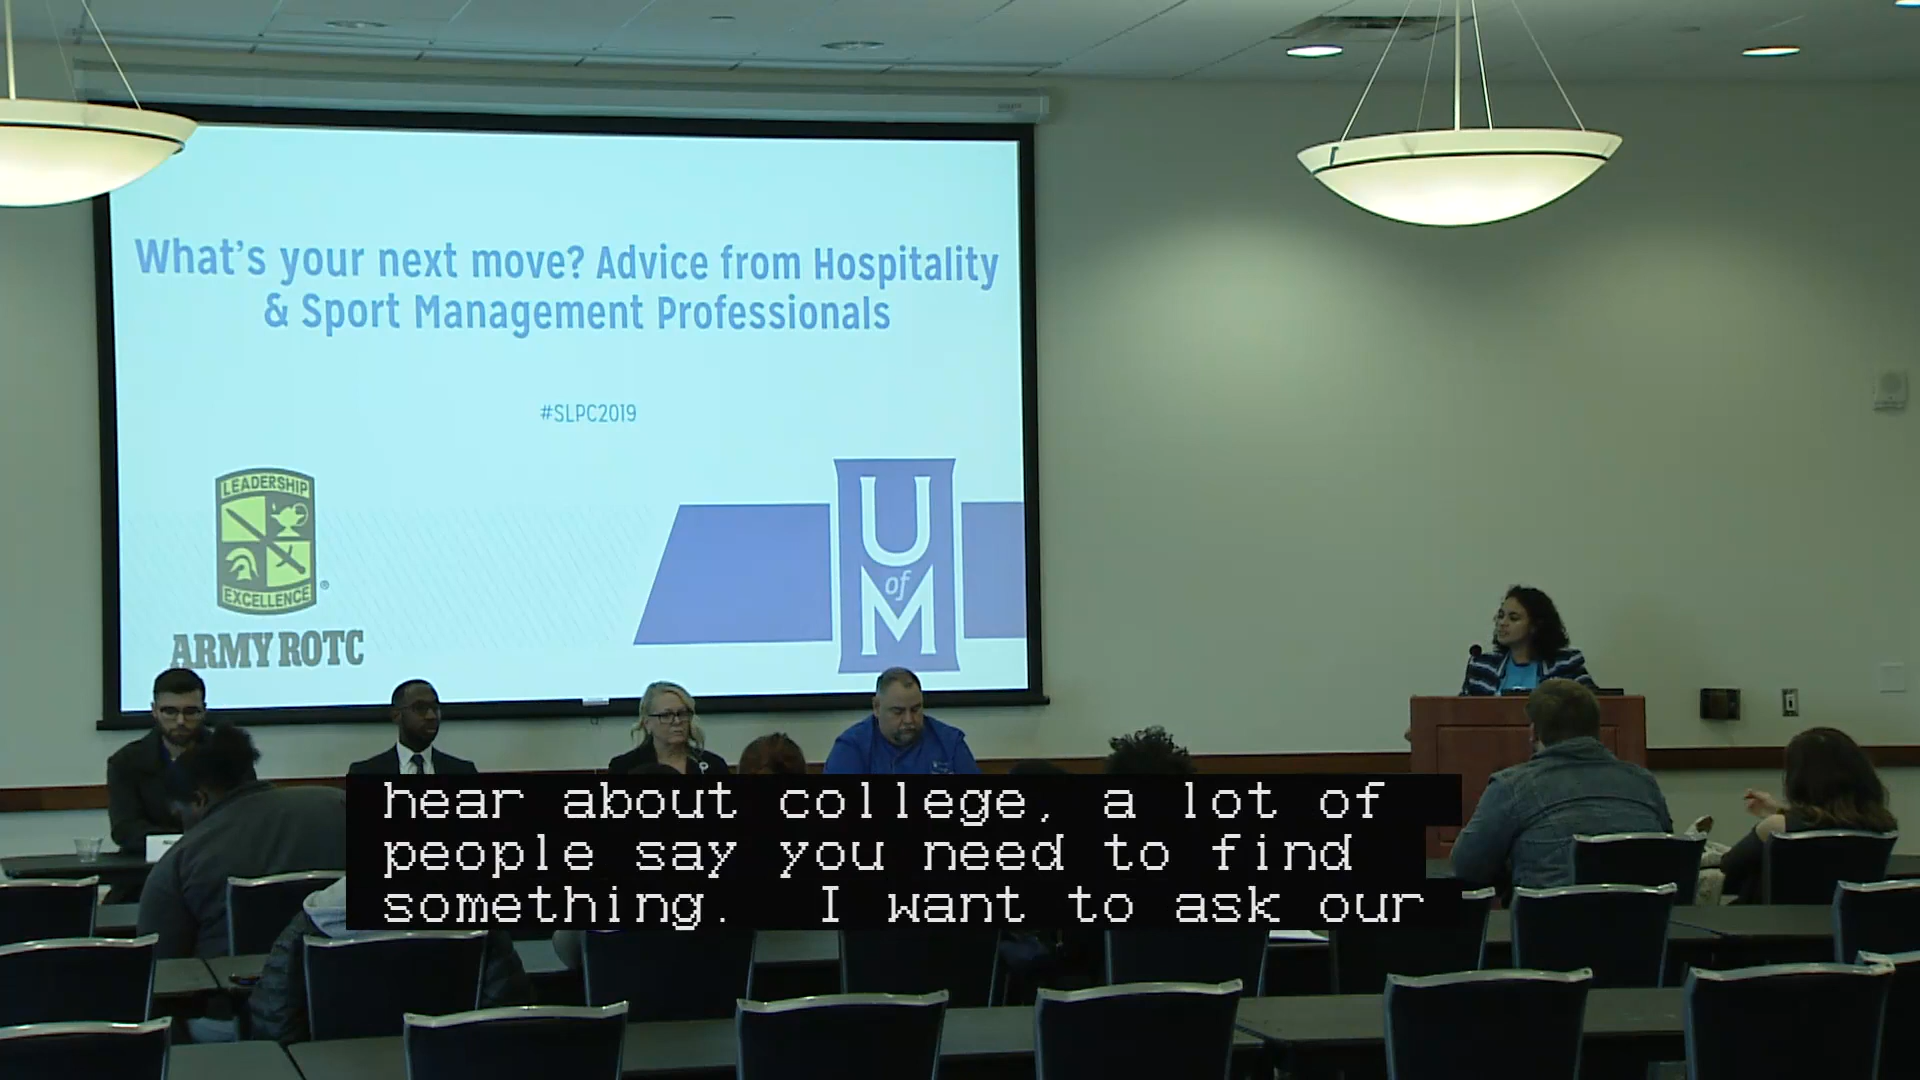 What's your next move? Advice from Hospitality
& Sport Management Professionals
#SLPC2019
LEADERSHIP
EXCELLENCE
®
ARMY ROTC
U
of
M
hear about college, a lot of
people say you need to find
something.  I want to ask our